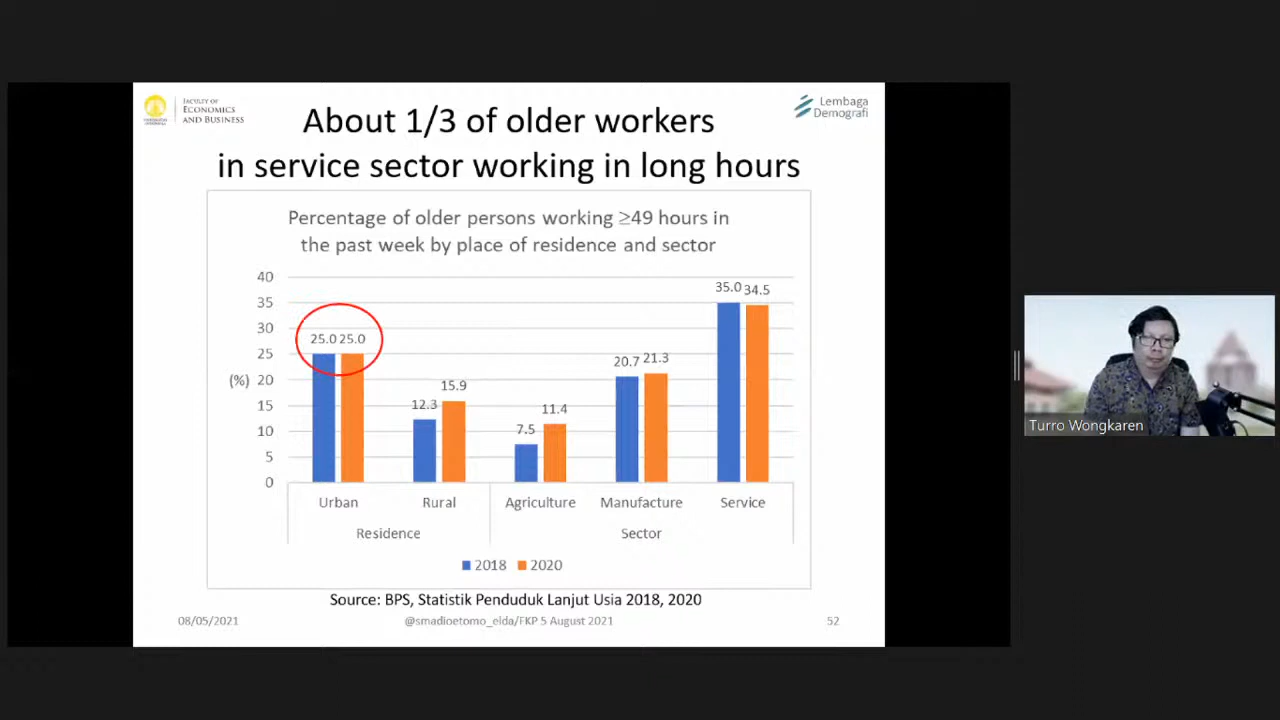 FACULTY OF
ECONOMICS
AND BUSINESS
Lembaga
Demografi
About 1/3 of older workers
in service sector working in long hours
Percentage of older persons working ≥49 hours in
the past week by place of residence and sector
(%)
40
35
30
25
20
15
10
5
0
25.0 25.0
12.3 15.9
7.5 11.4
20.7 21.3
35.0 34.5
Urban Rural Agriculture Manufacture Service
Residence Sector
2018 2020
Source: BPS, Statistik Penduduk Lanjut Usia 2018, 2020
08/05/2021 @smadioetomo_elda/FKP 5 August 2021 52
Turro Wongkaren